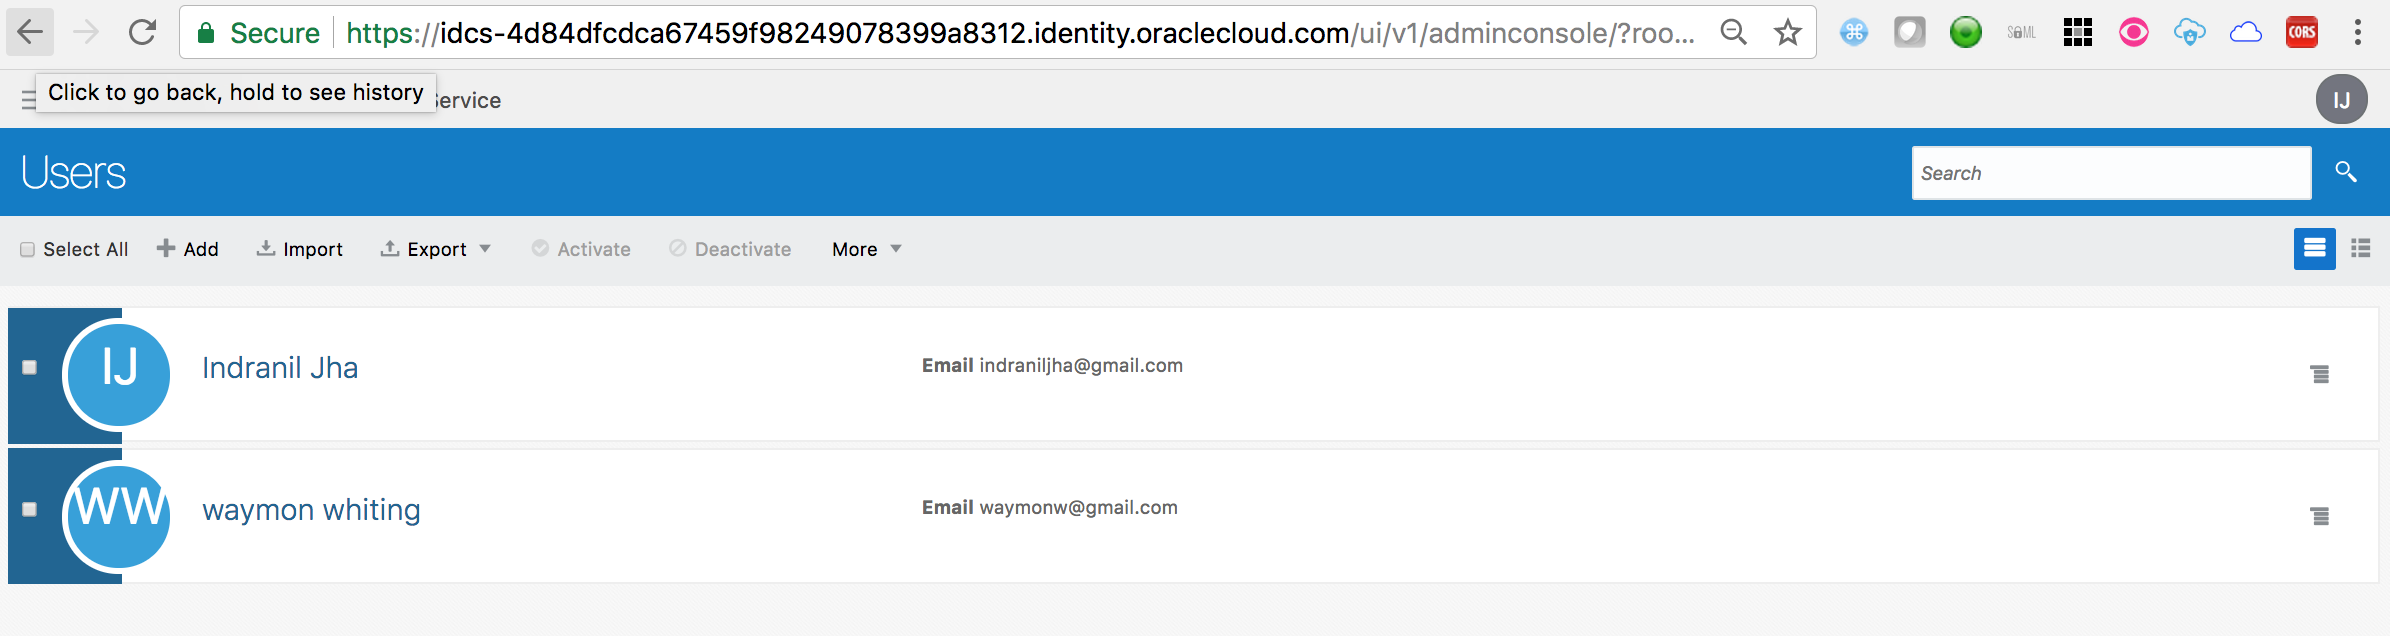 Secure https://idcs-4d84dfcdca67459f98249078399a8312.identity.oraclecloud.com/ui/v1/adminconsole/?roo...
SAML
CORS
Click to go back, hold to see history
ervice
IJ
Users
Search
Select All Add Import Export Activate Deactivate More
IJ
Indranil Jha
Email indraniljha@gmail.com
WW
waymon whiting
Email waymonw@gmail.com